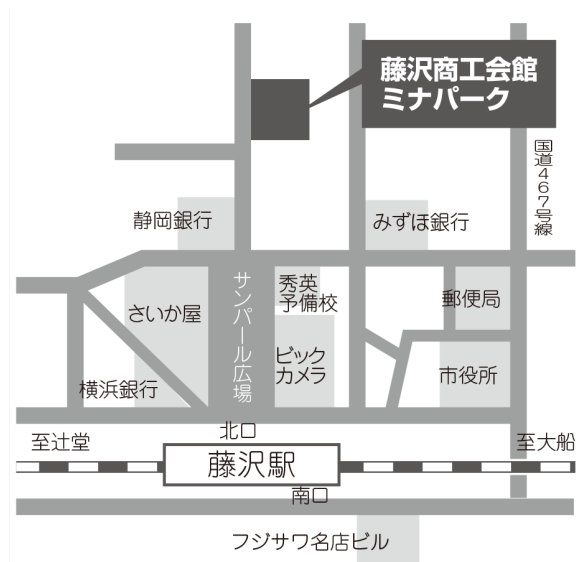 藤沢商工会館
ミナパーク
国道467号線
静岡銀行
みずほ銀行
サンパール広場
秀英
予備校
さいか屋
郵便局
ビック
カメラ
横浜銀行
市役所
北口
至辻堂
藤沢駅
至大船
南口
フジサワ名店ビル